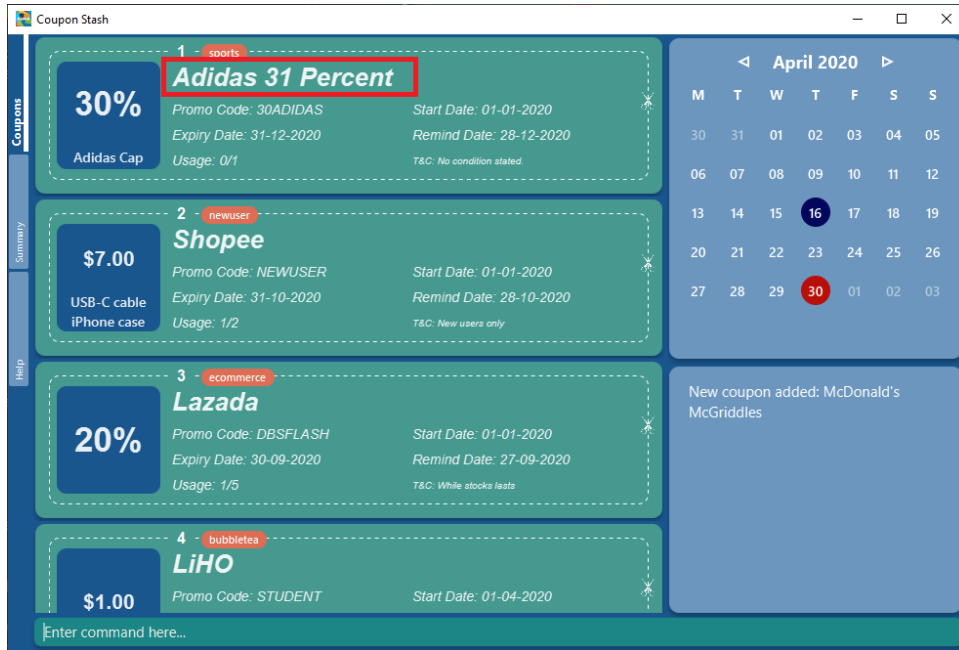 Coupon Stash
Coupons
Summary
Help
1 sports
Adidas 31 Percent
30%
Adidas Cap
Promo Code: 30ADIDAS Start Date: 01-01-2020
Expiry Date: 31-12-2020 Remind Date: 28-12-2020
Usage: 0/1 T&C: No condition stated.
2 newuser
Shopee
$7.00
USB-C cable
iPhone case
Promo Code: NEWUSER Start Date: 01-01-2020
Expiry Date: 31-10-2020 Remind Date: 28-10-2020
Usage: 1/2 T&C: New users only
3 ecommerce
Lazada
20%
Promo Code: DBSFLASH Start Date: 01-01-2020
Expiry Date: 30-09-2020 Remind Date: 27-09-2020
Usage: 1/5 T&C: While stocks lasts
4 bubbletea
LiHO
$1.00
Promo Code: STUDENT Start Date: 01-04-2020
April 2020
M T W T F S S
30 31 01 02 03 04 05
06 07 08 09 10 11 12
13 14 15 16 17 18 19
20 21 22 23 24 25 26
27 28 29 30 01 02 03
New coupon added: McDonald's
McGriddles
Enter command here...